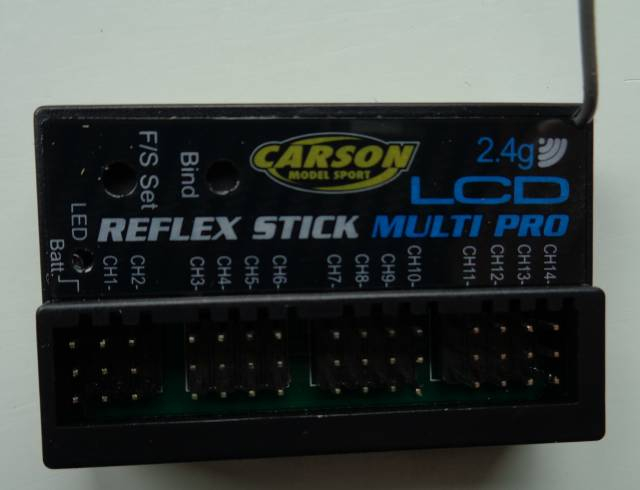 CARSON
MODEL SPORT
2.4g
LCD
REFLEX STICK MULTI PRO
F/S Set
Bind
LED
Batt.
CH1-
CH2-
CH3-
CH4-
CH5-
CH6-
CH7-
CH8-
CH9-
CH10-
CH11-
CH12-
CH13-
CH14-